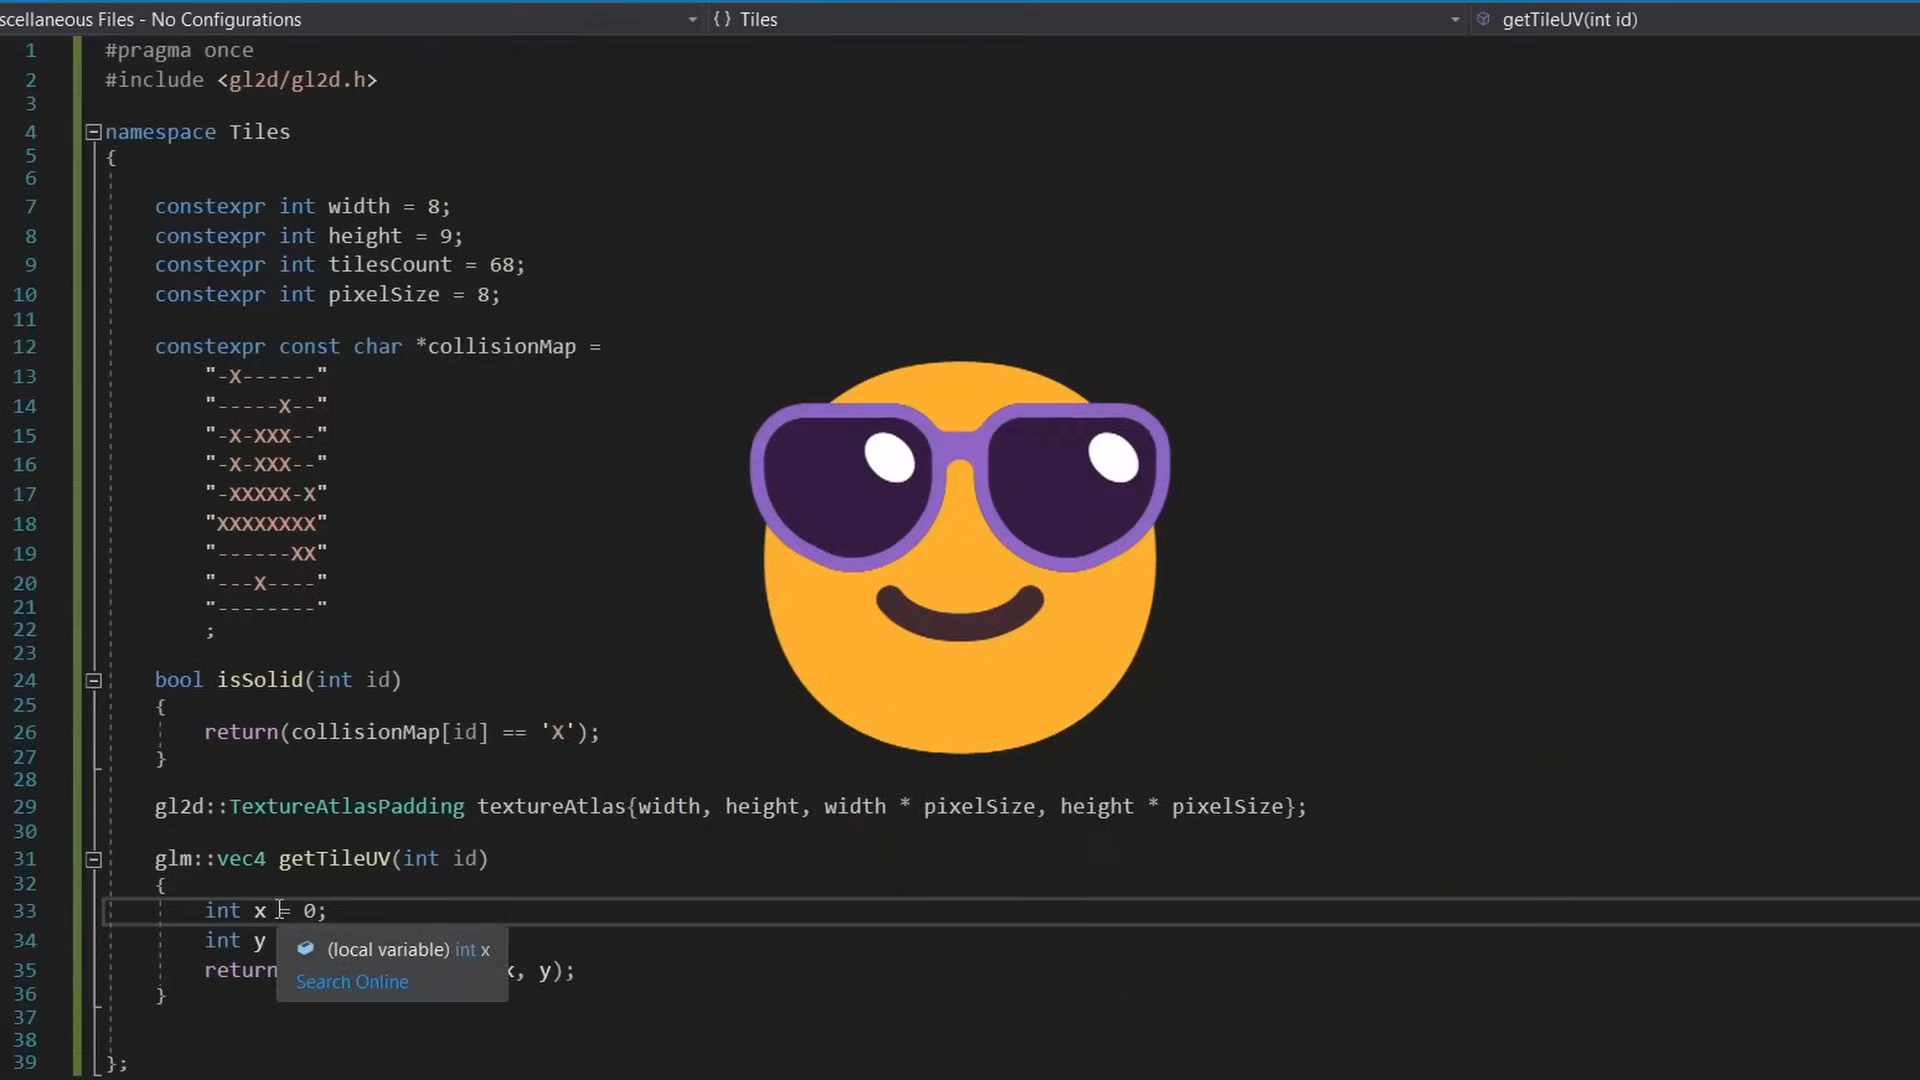 scellaneous Files - No Configurations
{ } Tiles
getTileUV(int id)
1 #pragma once
2 #include <gl2d/gl2d.h>
3
4 namespace Tiles
5 {
6
7 constexpr int width = 8;
8 constexpr int height = 9;
9 constexpr int tilesCount = 68;
10 constexpr int pixelSize = 8;
11
12 constexpr const char *collisionMap =
13 "-X------"
14 "-----X--"
15 "-X-XXX--"
16 "-X-XXX--"
17 "-XXXXX-X"
18 "XXXXXXXX"
19 "------XX"
20 "---X----"
21 "--------"
22 ;
23
24 bool isSolid(int id)
25 {
26 return(collisionMap[id] == 'X');
27 }
28
29 gl2d::TextureAtlasPadding textureAtlas{width, height, width * pixelSize, height * pixelSize};
30
31 glm::vec4 getTileUV(int id)
32 {
33 int x = 0;
34 int y
(local variable) int x
35 return x, y);
Search Online
36 }
37
38
39 };